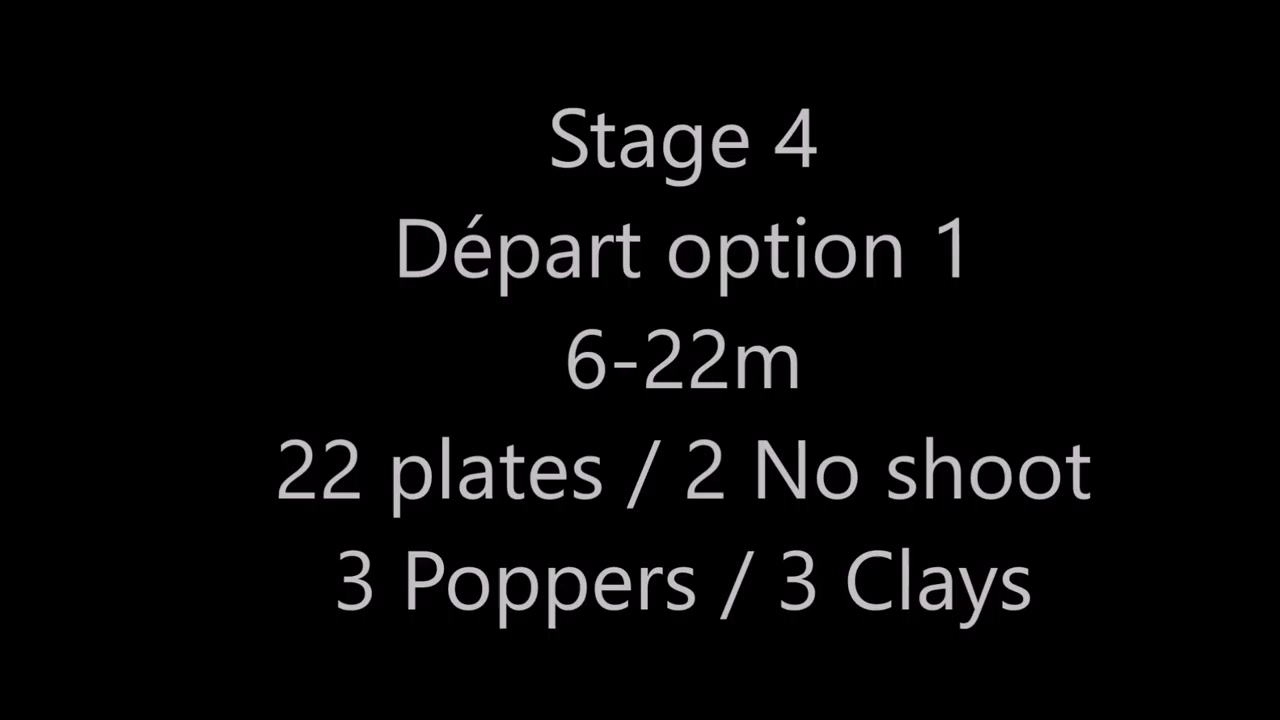 Stage 4
Départ option 1
6-22m
22 plates / 2 No shoot
3 Poppers / 3 Clays